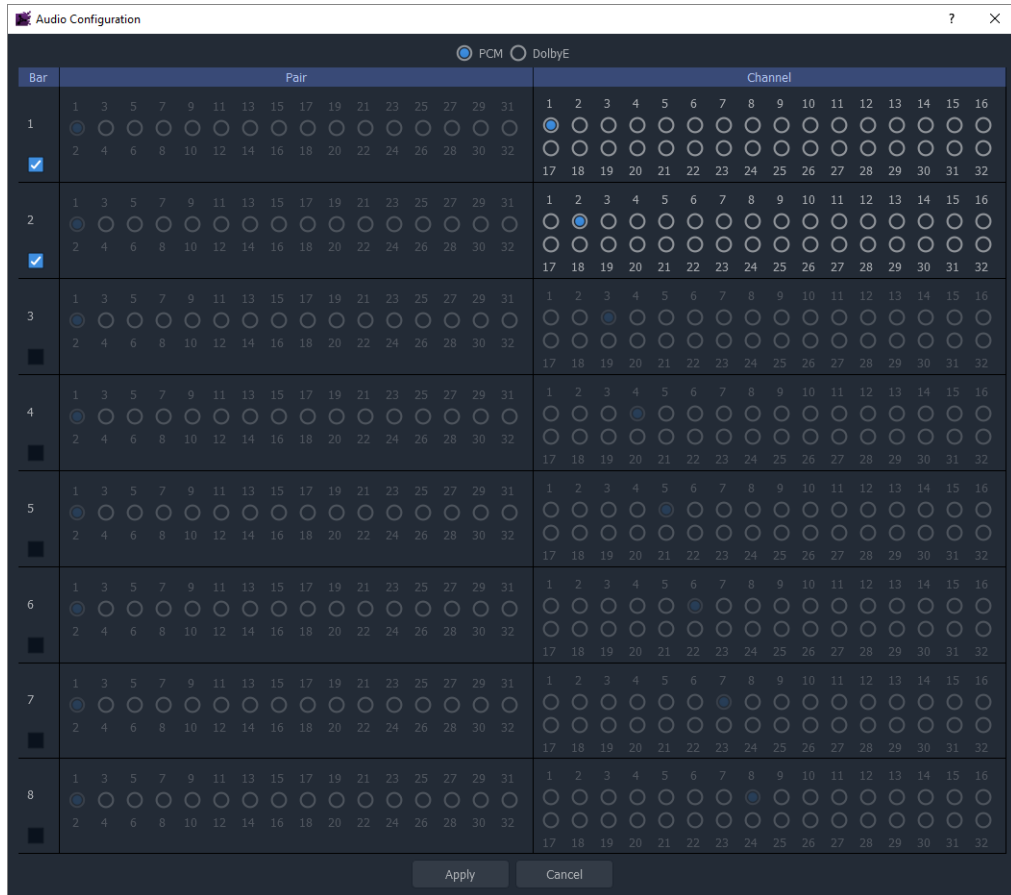 Audio Configuration ? ×
PCM DolbyE
Bar Pair Channel
1 3 5 7 9 11 13 15 17 19 21 23 25 27 29 31 1 2 3 4 5 6 7 8 9 10 11 12 13 14 15 16
1
2 4 6 8 10 12 14 16 18 20 22 24 26 28 30 32 17 18 19 20 21 22 23 24 25 26 27 28 29 30 31 32
1 3 5 7 9 11 13 15 17 19 21 23 25 27 29 31 1 2 3 4 5 6 7 8 9 10 11 12 13 14 15 16
2
2 4 6 8 10 12 14 16 18 20 22 24 26 28 30 32 17 18 19 20 21 22 23 24 25 26 27 28 29 30 31 32
1 3 5 7 9 11 13 15 17 19 21 23 25 27 29 31 1 2 3 4 5 6 7 8 9 10 11 12 13 14 15 16
3
2 4 6 8 10 12 14 16 18 20 22 24 26 28 30 32 17 18 19 20 21 22 23 24 25 26 27 28 29 30 31 32
1 3 5 7 9 11 13 15 17 19 21 23 25 27 29 31 1 2 3 4 5 6 7 8 9 10 11 12 13 14 15 16
4
2 4 6 8 10 12 14 16 18 20 22 24 26 28 30 32 17 18 19 20 21 22 23 24 25 26 27 28 29 30 31 32
1 3 5 7 9 11 13 15 17 19 21 23 25 27 29 31 1 2 3 4 5 6 7 8 9 10 11 12 13 14 15 16
5
2 4 6 8 10 12 14 16 18 20 22 24 26 28 30 32 17 18 19 20 21 22 23 24 25 26 27 28 29 30 31 32
1 3 5 7 9 11 13 15 17 19 21 23 25 27 29 31 1 2 3 4 5 6 7 8 9 10 11 12 13 14 15 16
6
2 4 6 8 10 12 14 16 18 20 22 24 26 28 30 32 17 18 19 20 21 22 23 24 25 26 27 28 29 30 31 32
1 3 5 7 9 11 13 15 17 19 21 23 25 27 29 31 1 2 3 4 5 6 7 8 9 10 11 12 13 14 15 16
7
2 4 6 8 10 12 14 16 18 20 22 24 26 28 30 32 17 18 19 20 21 22 23 24 25 26 27 28 29 30 31 32
1 3 5 7 9 11 13 15 17 19 21 23 25 27 29 31 1 2 3 4 5 6 7 8 9 10 11 12 13 14 15 16
8
2 4 6 8 10 12 14 16 18 20 22 24 26 28 30 32 17 18 19 20 21 22 23 24 25 26 27 28 29 30 31 32
Apply Cancel